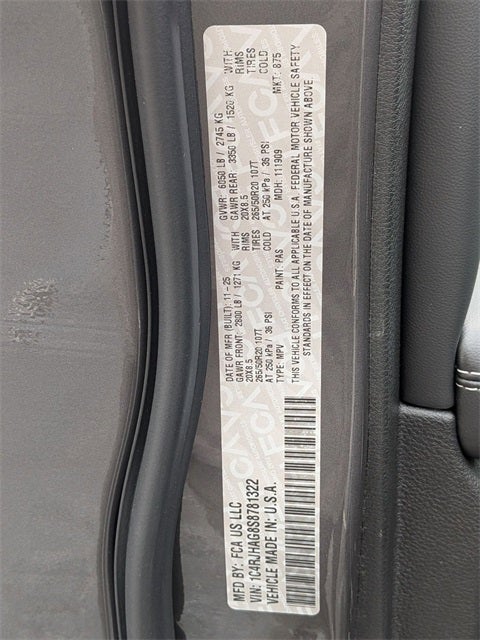 MFD BY: FCA US LLC
DATE OF MFR (BUILT): 11-25
GVWR: 6050 LB / 2745 KG
GAWR FRONT: 2800 LB / 1271 KG WITH
GAWR REAR: 3350 LB / 1520 KG WITH
20X8.5 RIMS
20X8.5 RIMS
265/50R20 107T TIRES
265/50R20 107T TIRES
AT 250 kPa / 36 PSI COLD
AT 250 kPa / 36 PSI COLD
VIN: 1C4RJHAG8S8781322
TYPE: MPV
PAINT: PAS
MDH: 111909
MKT: 875
VEHICLE MADE IN: U.S.A.
THIS VEHICLE CONFORMS TO ALL APPLICABLE U.S.A. FEDERAL MOTOR VEHICLE SAFETY
STANDARDS IN EFFECT ON THE DATE OF MANUFACTURE SHOWN ABOVE.